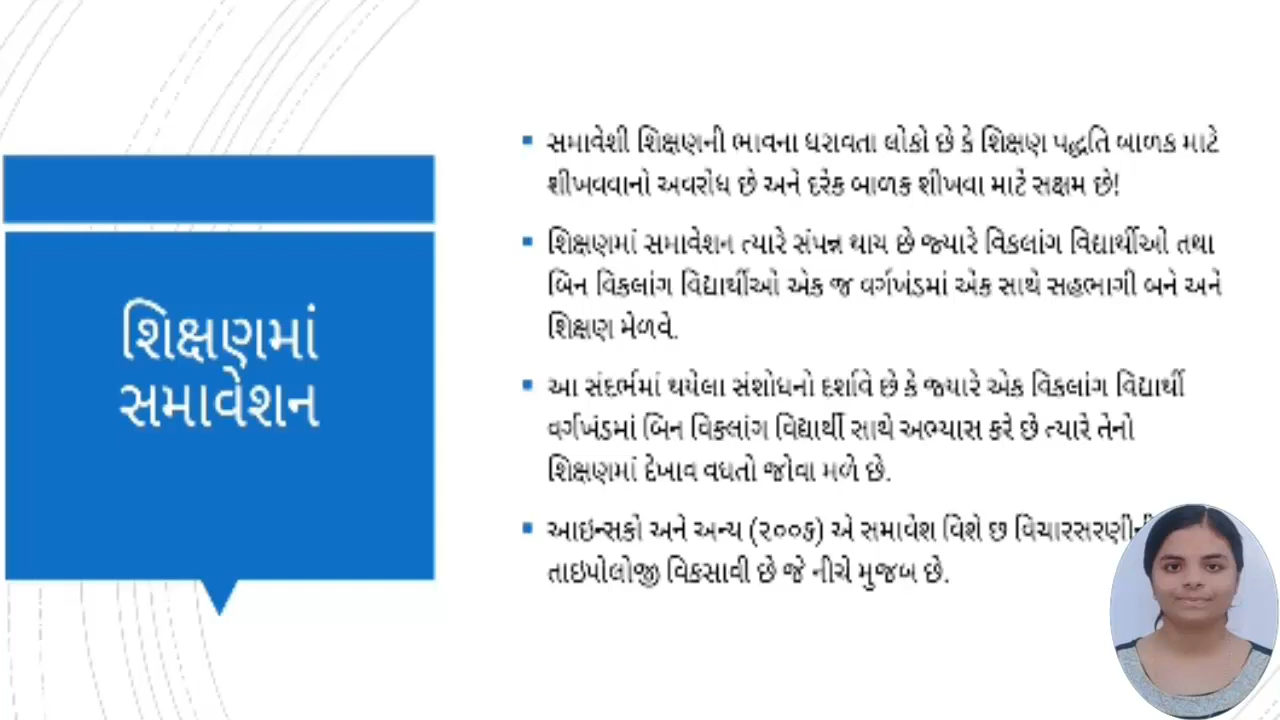 શિક્ષણમાં
સમાવેશન
સમાવેશી શિક્ષણની ભાવના ધરાવતા લોકો છે કે શિક્ષણ પદ્ધતિ બાળક માટે
શીખવવાનો અવરોધ છે અને દરેક બાળક શીખવા માટે સક્ષમ છે!
શિક્ષણમાં સમાવેશન ત્યારે સંપન્ન થાય છે જ્યારે વિકલાંગ વિદ્યાર્થીઓ તથા
બિન વિકલાંગ વિદ્યાર્થીઓ એક જ વર્ગખંડમાં એક સાથે સહભાગી બને અને
શિક્ષણ મેળવે.
આ સંદર્ભમાં થયેલા સંશોધનો દર્શાવે છે કે જ્યારે એક વિકલાંગ વિદ્યાર્થી
વર્ગખંડમાં બિન વિકલાંગ વિદ્યાર્થી સાથે અભ્યાસ કરે છે ત્યારે તેનો
શિક્ષણમાં દેખાવ વધતો જોવા મળે છે.
આઇન્સકો અને અન્ય (૨૦૦૬) એ સમાવેશ વિશે છ વિચારસરણીની
તાઇપોલોજી વિકસાવી છે જે નીચે મુજબ છે.